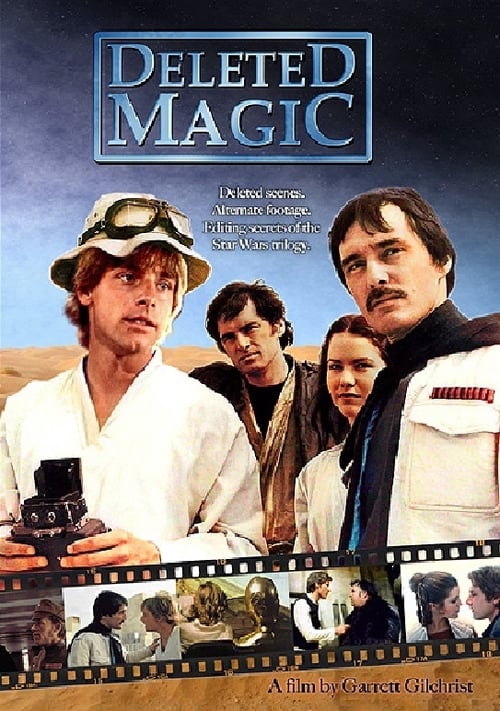 DELETED
MAGIC
Deleted scenes.
Alternate footage.
Editing secrets of the
Star Wars trilogy.
A film by Garrett Gilchrist